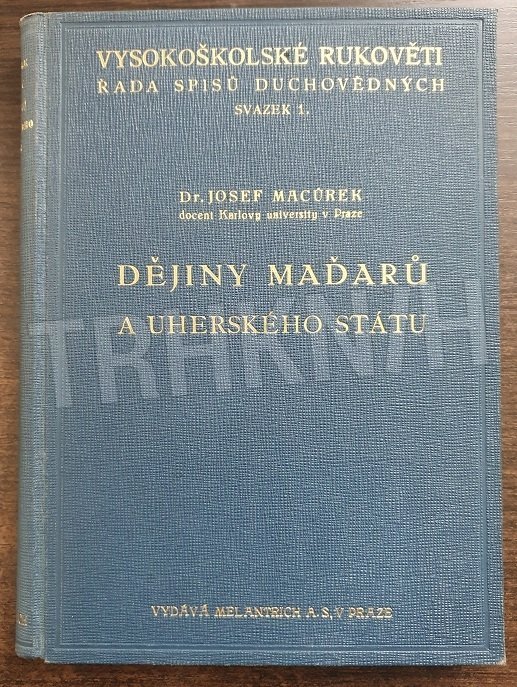 VYSOKOŠKOLSKÉ RUKOVĚTI
ŘADA SPISŮ DUCHOVĚDNÝCH
SVAZEK 1.
Dr. JOSEF MACŮREK
docent Karlovy university v Praze
DĚJINY MAĎARŮ
A UHERSKÉHO STÁTU
TRHKNIH
VYDÁVÁ MELANTRICH A. S., V PRAZE